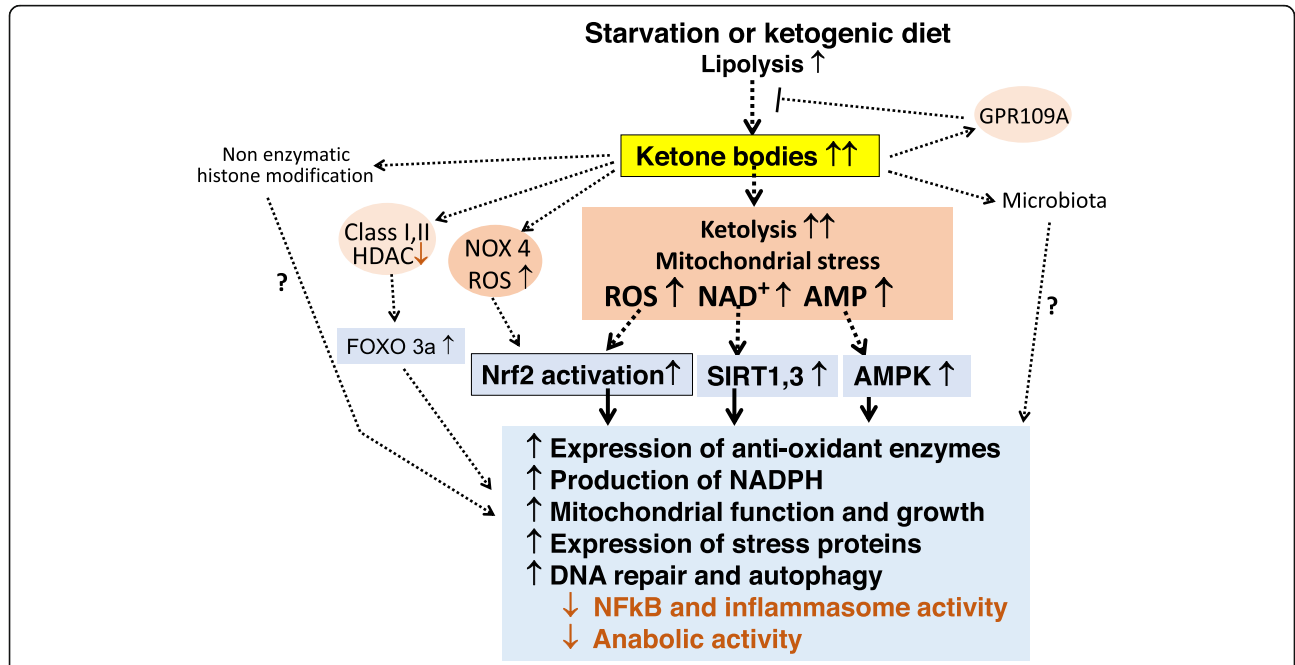 Starvation or ketogenic diet
Lipolysis ↑
GPR109A
Ketone bodies ↑↑
Non enzymatic
histone modification
Microbiota
Class I,II
HDAC↓
NOX 4
ROS ↑
Ketolysis ↑↑
Mitochondrial stress
ROS ↑ NAD⁺ ↑ AMP ↑
?
?
FOXO 3a ↑
Nrf2 activation↑
SIRT1,3 ↑
AMPK ↑
↑ Expression of anti-oxidant enzymes
↑ Production of NADPH
↑ Mitochondrial function and growth
↑ Expression of stress proteins
↑ DNA repair and autophagy
↓ NFkB and inflammasome activity
↓ Anabolic activity